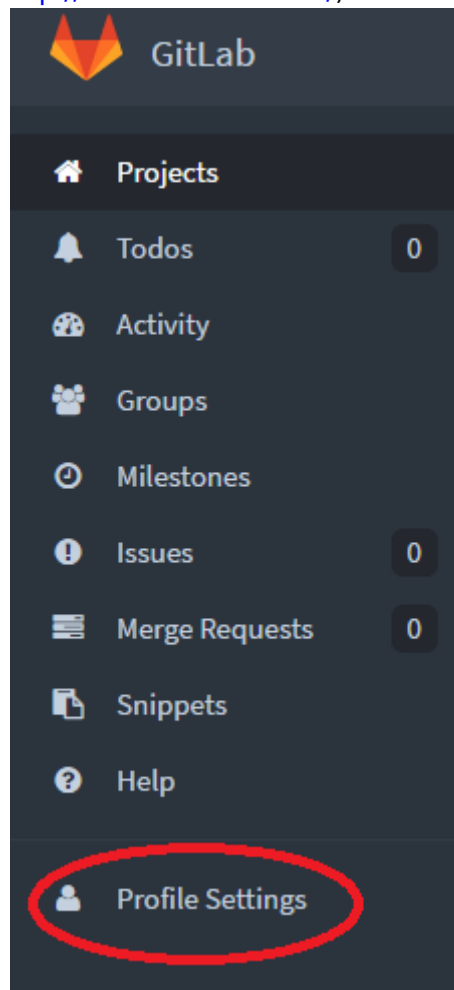 GitLab
Projects
Todos 0
Activity
Groups
Milestones
Issues 0
Merge Requests 0
Snippets
Help
Profile Settings